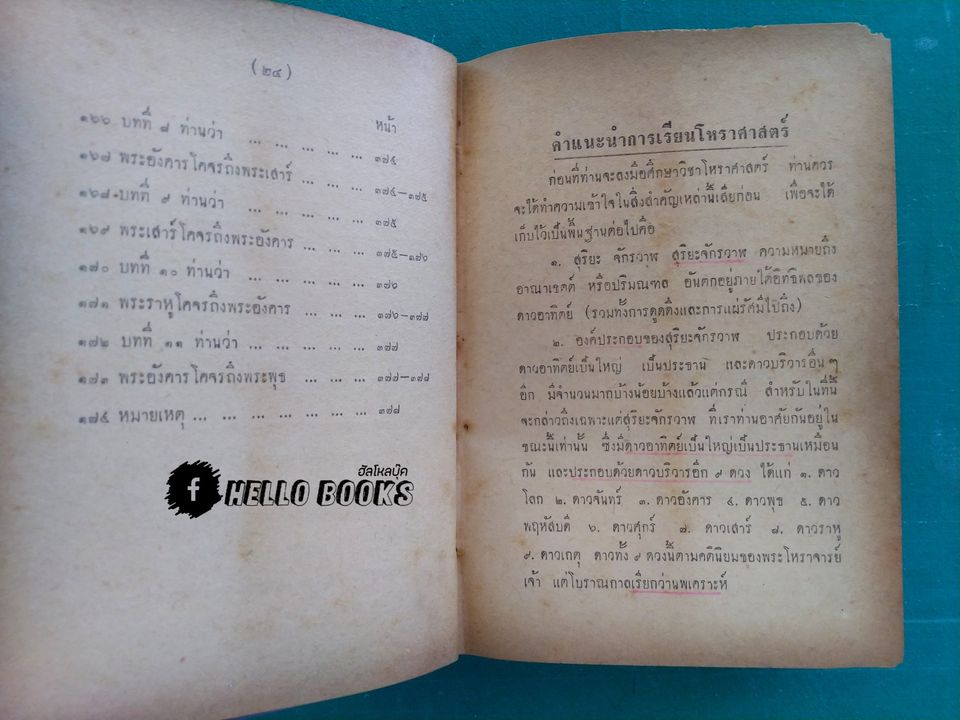 (๒๔)
หน้า
๑๖๖ บทที่ ๘ ท่านว่า ... ... ... ... ... ๓๗๔
๑๖๗ พระอังคารโคจรถึงพระเสาร์ ... ... ... ๓๗๔–๓๗๕
๑๖๘ บทที่ ๙ ท่านว่า ... ... ... ... ... ๓๗๕
๑๖๙ พระเสาร์โคจรถึงพระอังคาร ... ... ... ๓๗๕–๓๗๖
๑๗๐ บทที่ ๑๐ ท่านว่า ... ... ... ... ... ๓๗๖
๑๗๑ พระราหูโคจรถึงพระอังคาร ... ... ... ๓๗๖–๓๗๗
๑๗๒ บทที่ ๑๑ ท่านว่า ... ... ... ... ... ๓๗๗
๑๗๓ พระอังคารโคจรถึงพระพุธ ... ... ... ๓๗๗–๓๗๘
๑๗๔ หมายเหตุ ... ... ... ... ... ... ... ๓๗๘
ฮัลโหลบุ๊ค
f HELLO BOOKS
คำแนะนำการเรียนโหราศาสตร์
ก่อนที่ท่านจะลงมือศึกษาวิชาโหราศาสตร์ ท่านควร
จะได้ทำความเข้าใจในสิ่งสำคัญเหล่านี้เสียก่อน เพื่อจะได้
เก็บไว้เป็นพื้นฐานต่อไปคือ
๑. สุริยะ จักรวาฬ สุริยะจักรวาฬ ความหมายถึง
อาณาเขตต์ หรือปริมณฑล อันตกอยู่ภายใต้อิทธิพลของ
ดาวอาทิตย์ (รวมทั้งการดูดดึงและการแผ่รัศมีไปถึง)
๒. องค์ประกอบของสุริยะจักรวาฬ ประกอบด้วย
ดาวอาทิตย์เป็นใหญ่ เป็นประธาน และดาวบริวารอื่น ๆ
อีก มีจำนวนมากบ้างน้อยบ้างแล้วแต่กรณี สำหรับในที่นี้
จะกล่าวถึงเฉพาะแต่สุริยะจักรวาฬ ที่เราท่านอาศัยกันอยู่ใน
ขณะนี้เท่านั้น ซึ่งมีดาวอาทิตย์เป็นใหญ่เป็นประธานเหมือน
กัน และประกอบด้วยดาวบริวารอีก ๙ ดวง ได้แก่ ๑. ดาว
โลก ๒. ดาวจันทร์ ๓. ดาวอังคาร ๔. ดาวพุธ ๕. ดาว
พฤหัสบดี ๖. ดาวศุกร์ ๗. ดาวเสาร์ ๘. ดาวราหู
๙. ดาวเกตุ ดาวทั้ง ๙ ดวงนี้ตามคตินิยมของพระโหราจารย์
เจ้า แต่โบราณกาลเรียกว่านพเคราะห์